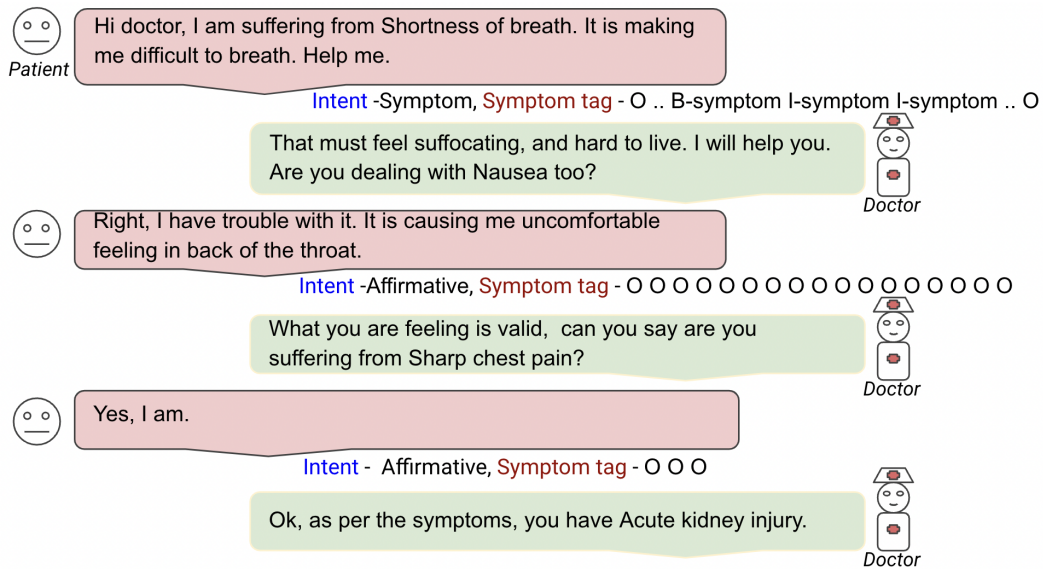 Hi doctor, I am suffering from Shortness of breath. It is making
me difficult to breath. Help me.
Patient
Intent -Symptom, Symptom tag - O .. B-symptom I-symptom I-symptom .. O
That must feel suffocating, and hard to live. I will help you.
Are you dealing with Nausea too?
Doctor
Right, I have trouble with it. It is causing me uncomfortable
feeling in back of the throat.
Intent -Affirmative, Symptom tag - O O O O O O O O O O O O O O O O O
What you are feeling is valid, can you say are you
suffering from Sharp chest pain?
Doctor
Yes, I am.
Intent - Affirmative, Symptom tag - O O O
Ok, as per the symptoms, you have Acute kidney injury.
Doctor